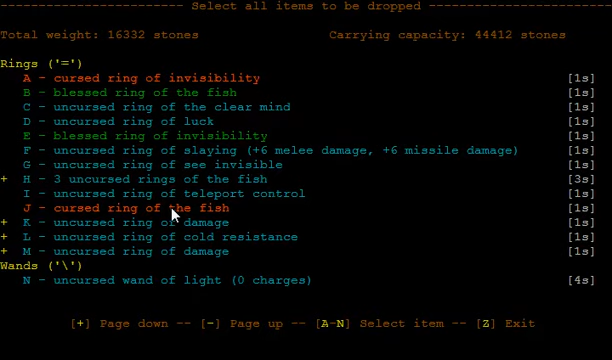 Select all items to be dropped
Total weight: 16332 stones Carrying capacity: 44412 stones
Rings ('=')
A - cursed ring of invisibility [1s]
B - blessed ring of the fish [1s]
C - uncursed ring of the clear mind [1s]
D - uncursed ring of luck [1s]
E - blessed ring of invisibility [1s]
F - uncursed ring of slaying (+6 melee damage, +6 missile damage) [1s]
G - uncursed ring of see invisible [1s]
+ H - 3 uncursed rings of the fish [3s]
I - uncursed ring of teleport control [1s]
J - cursed ring of the fish [1s]
+ K - uncursed ring of damage [1s]
+ L - uncursed ring of cold resistance [1s]
+ M - uncursed ring of damage [1s]
Wands ('\')
N - uncursed wand of light (0 charges) [4s]
[+] Page down -- [-] Page up -- [A-N] Select item -- [Z] Exit